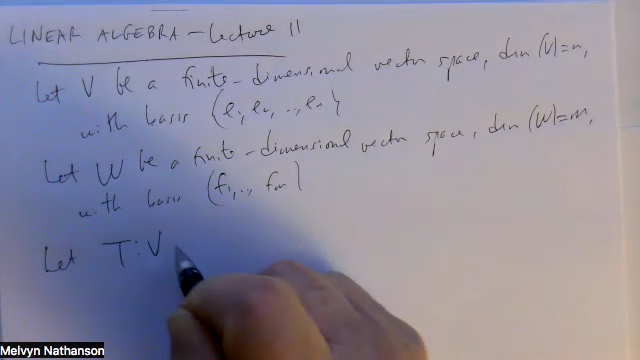 LINEAR ALGEBRA - Lecture 11
Let V be a finite-dimensional vector space, dim (V)=n,
with basis {e1, e2, .., en}
Let W be a finite-dimensional vector space, dim (W)=m,
with basis {f1, .., fm}
Let T:V
Melvyn Nathanson